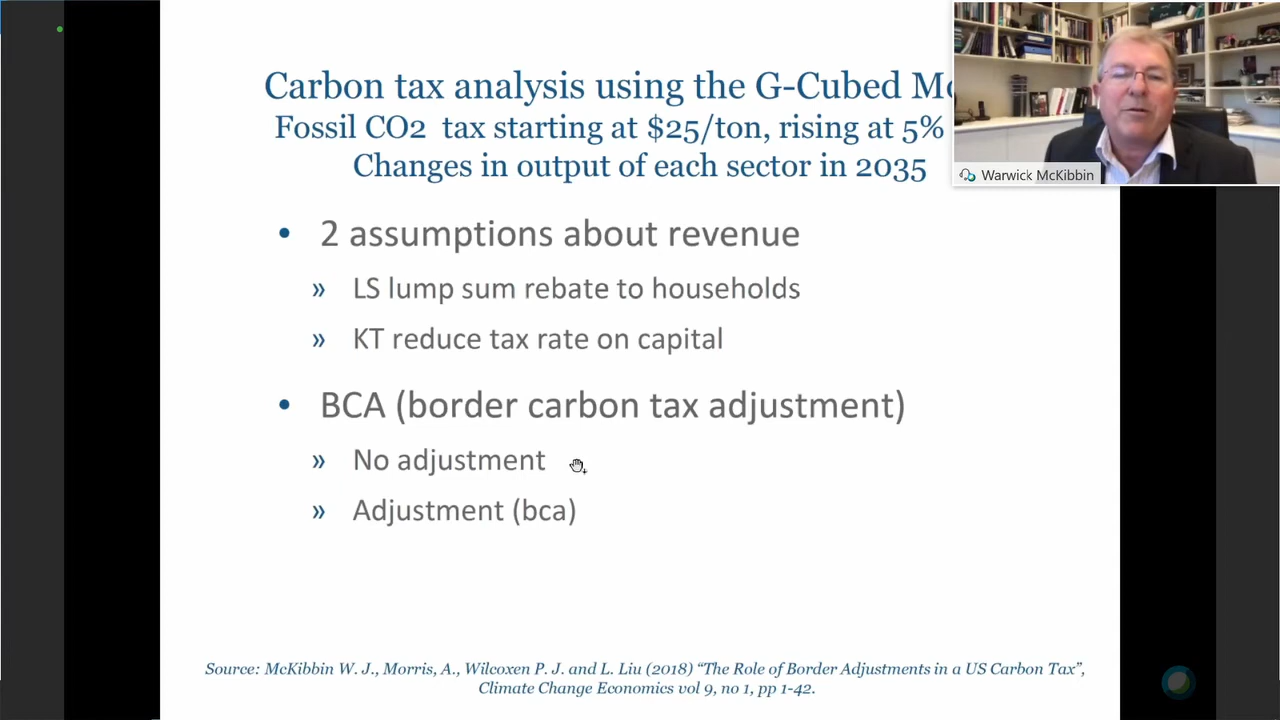 Carbon tax analysis using the G-Cubed
Fossil CO2 tax starting at $25/ton, rising at 5%
Changes in output of each sector in 2035
• 2 assumptions about revenue
» LS lump sum rebate to households
» KT reduce tax rate on capital
• BCA (border carbon tax adjustment)
» No adjustment
» Adjustment (bca)
Source: McKibbin W. J., Morris, A., Wilcoxen P. J. and L. Liu (2018) “The Role of Border Adjustments in a US Carbon Tax”,
Climate Change Economics vol 9, no 1, pp 1-42.
Warwick McKibbin